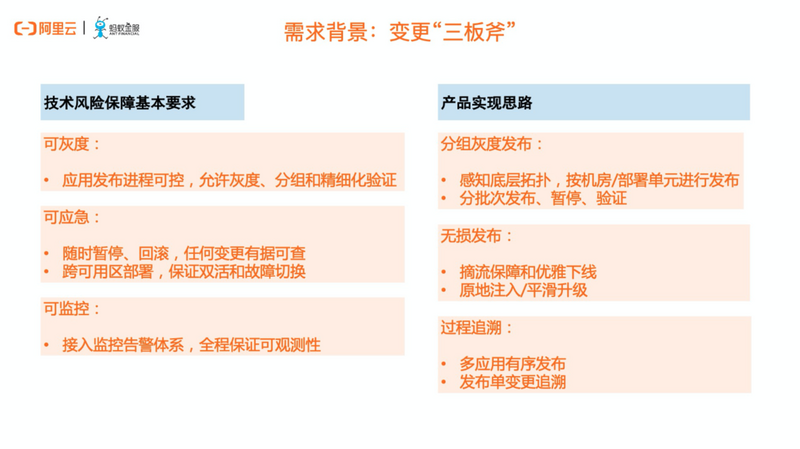 阿里云
蚂蚁金服
ANT FINANCIAL
需求背景：变更“三板斧”
技术风险保障基本要求
可灰度：
• 应用发布进程可控，允许灰度、分组和精细化验证
可应急：
• 随时暂停、回滚，任何变更有据可查
• 跨可用区部署，保证双活和故障切换
可监控：
• 接入监控告警体系，全程保证可观测性
产品实现思路
分组灰度发布：
• 感知底层拓扑，按机房/部署单元进行发布
• 分批次发布、暂停、验证
无损发布：
• 摘流保障和优雅下线
• 原地注入/平滑升级
过程追溯：
• 多应用有序发布
• 发布单变更追溯